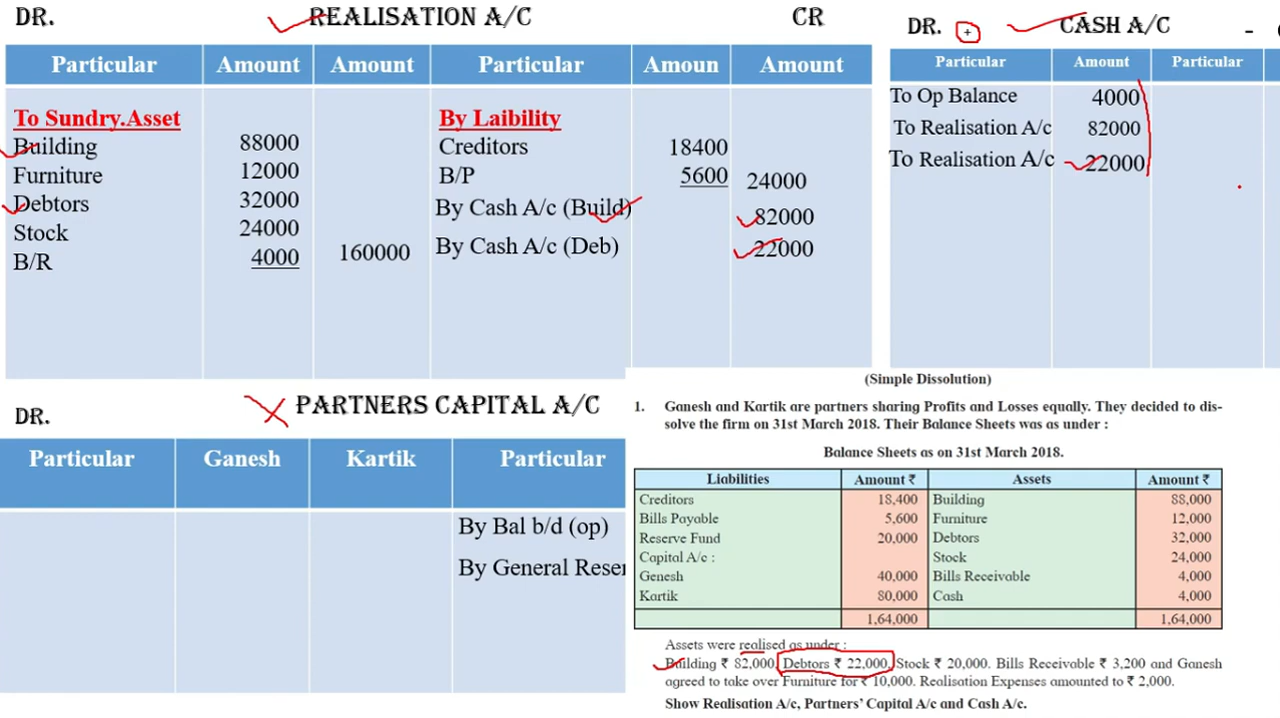 DR. REALISATION A/C CR
Particular Amount Amount Particular Amoun Amount
To Sundry.Asset By Laibility
Building 88000 Creditors 18400
Furniture 12000 B/P 5600 24000
Debtors 32000 By Cash A/c (Build) 82000
Stock 24000 By Cash A/c (Deb) 22000
B/R 4000 160000
DR. + CASH A/C -
Particular Amount Particular
To Op Balance 4000
To Realisation A/c 82000
To Realisation A/c 22000
DR. PARTNERS CAPITAL A/C
Particular Ganesh Kartik Particular
By Bal b/d (op)
By General Reser
(Simple Dissolution)
1. Ganesh and Kartik are partners sharing Profits and Losses equally. They decided to dis-
solve the firm on 31st March 2018. Their Balance Sheets was as under :
Balance Sheets as on 31st March 2018.
Liabilities Amount ₹ Assets Amount ₹
Creditors 18,400 Building 88,000
Bills Payable 5,600 Furniture 12,000
Reserve Fund 20,000 Debtors 32,000
Capital A/c : Stock 24,000
Genesh 40,000 Bills Receivable 4,000
Kartik 80,000 Cash 4,000
1,64,000 1,64,000
Assets were realised as under :
Building ₹ 82,000, Debtors ₹ 22,000, Stock ₹ 20,000. Bills Receivable ₹ 3,200 and Ganesh
agreed to take over Furniture for ₹ 10,000. Realisation Expenses amounted to ₹ 2,000.
Show Realisation A/c, Partners' Capital A/c and Cash A/c.